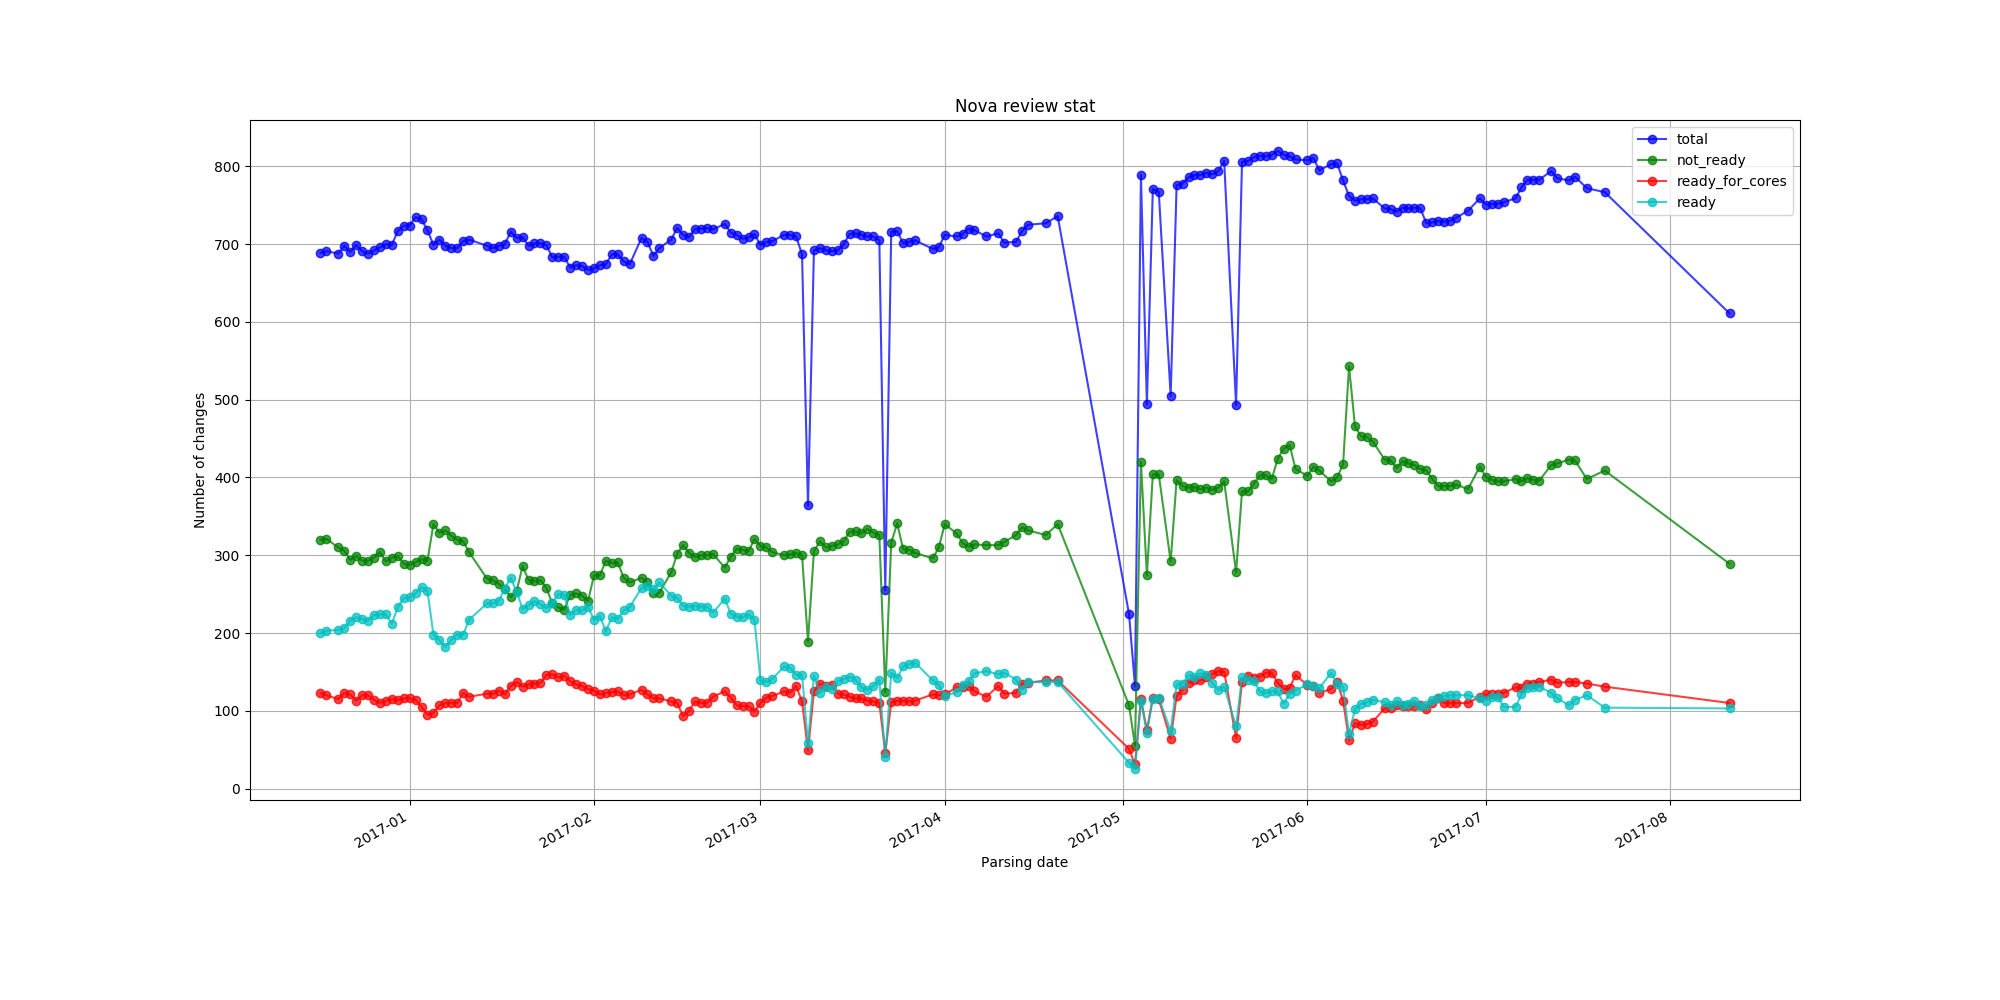 Nova review stat
total
not_ready
ready_for_cores
ready
800
700
600
500
400
300
200
100
0
Number of changes
2017-01
2017-02
2017-03
2017-04
2017-05
2017-06
2017-07
2017-08
Parsing date